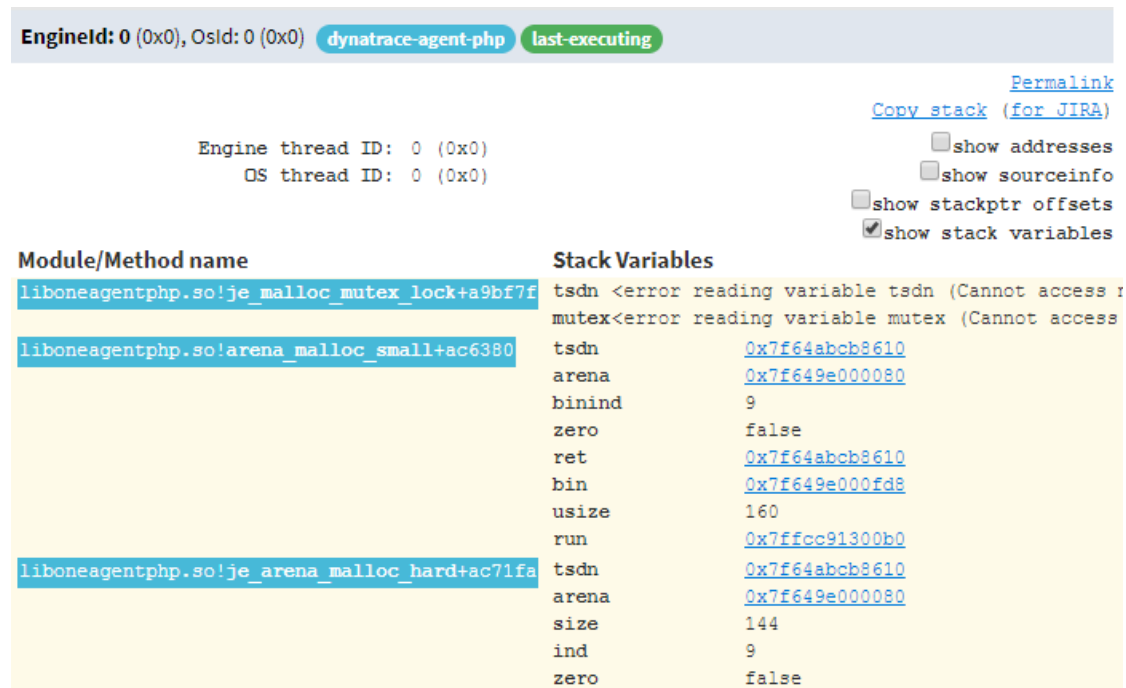 EngineId: 0 (0x0), OsId: 0 (0x0) dynatrace-agent-php last-executing
Permalink
Copy stack (for JIRA)
Engine thread ID: 0 (0x0) show addresses
OS thread ID: 0 (0x0) show sourceinfo
show stackptr offsets
show stack variables
Module/Method name Stack Variables
liboneagentphp.so!je_malloc_mutex_lock+a9bf7f tsdn <error reading variable tsdn (Cannot access
mutex<error reading variable mutex (Cannot access
liboneagentphp.so!arena_malloc_small+ac6380 tsdn 0x7f64abcb8610
arena 0x7f649e000080
binind 9
zero false
ret 0x7f64abcb8610
bin 0x7f649e000fd8
usize 160
run 0x7ffcc91300b0
liboneagentphp.so!je_arena_malloc_hard+ac71fa tsdn 0x7f64abcb8610
arena 0x7f649e000080
size 144
ind 9
zero false